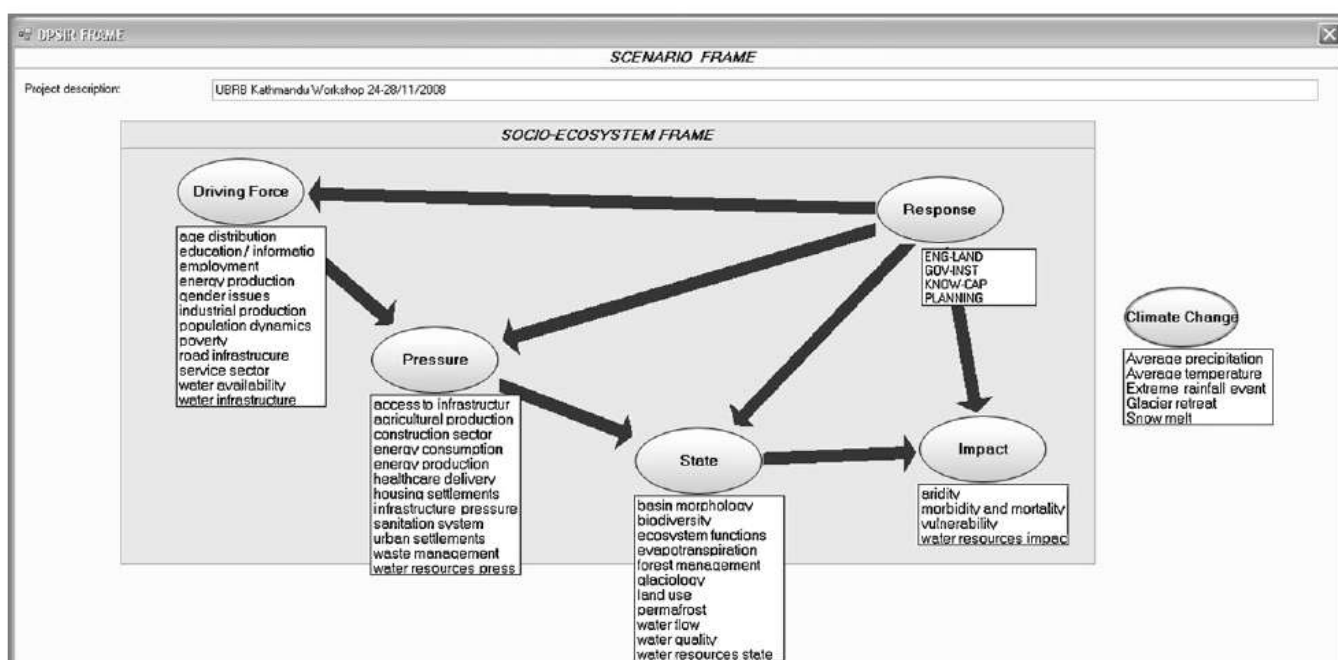 DPSIR FRAME
SCENARIO FRAME
Project description:
UBRB Kathmandu Workshop 24-28/11/2008
SOCIO-ECOSYSTEM FRAME
Driving Force
age distribution
education / informatio
employment
energy production
gender issues
industrial production
population dynamics
poverty
road infrastrucure
service sector
water availability
water infrastructure
Pressure
access to infrastructur
agricultural production
construction sector
energy consumption
energy production
healthcare delivery
housing settlements
infrastructure pressure
sanitation system
urban settlements
waste management
water resources press
State
basin morphology
biodiversity
ecosystem functions
evapotranspiration
forest management
glaciology
land use
permafrost
water flow
water quality
water resources state
Response
ENG-LAND
GOV-INST
KNOW-CAP
PLANNING
Impact
aridity
morbidity and mortality
vulnerability
water resources impac
Climate Change
Average precipitation
Average temperature
Extreme rainfall event
Glacier retreat
Snow melt